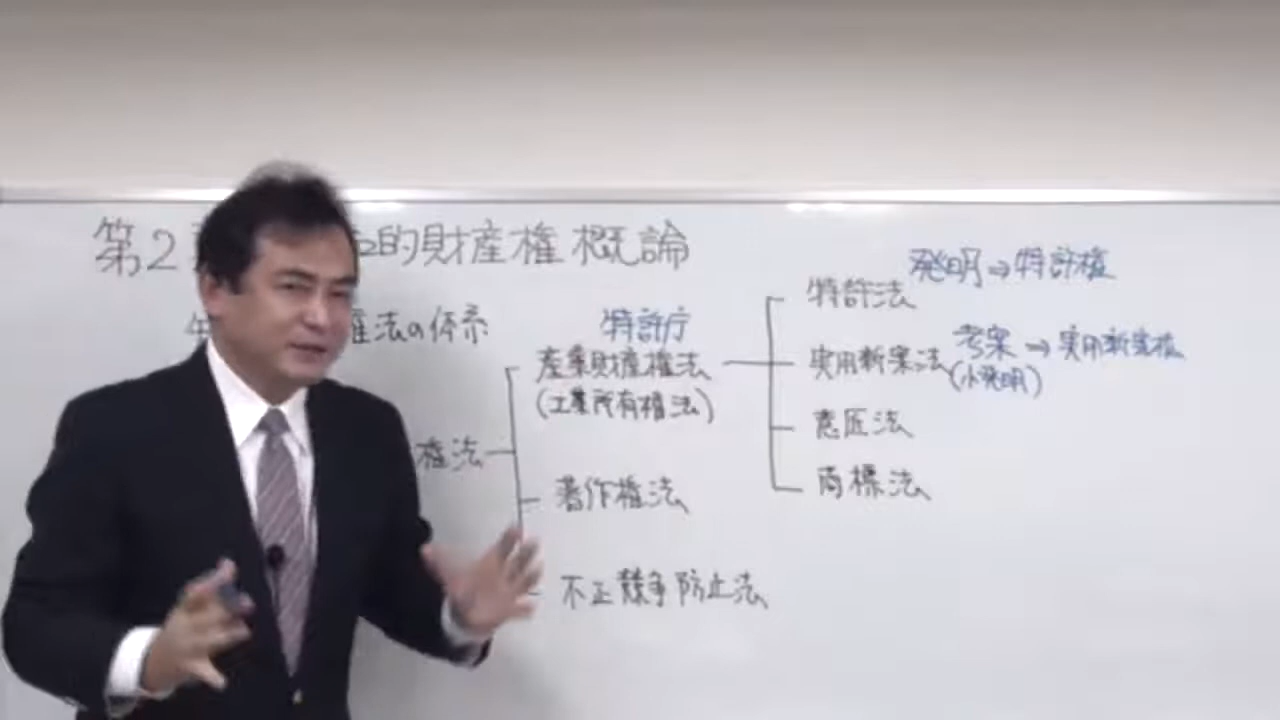 第2 的財産権概論
発明→特許権
特許法
権法の体系
特許庁
考案→実用新案権
産業財産権法
実用新案法
(小発明)
(工業所有権法)
意匠法
権法
商標法
著作権法
不正競争防止法